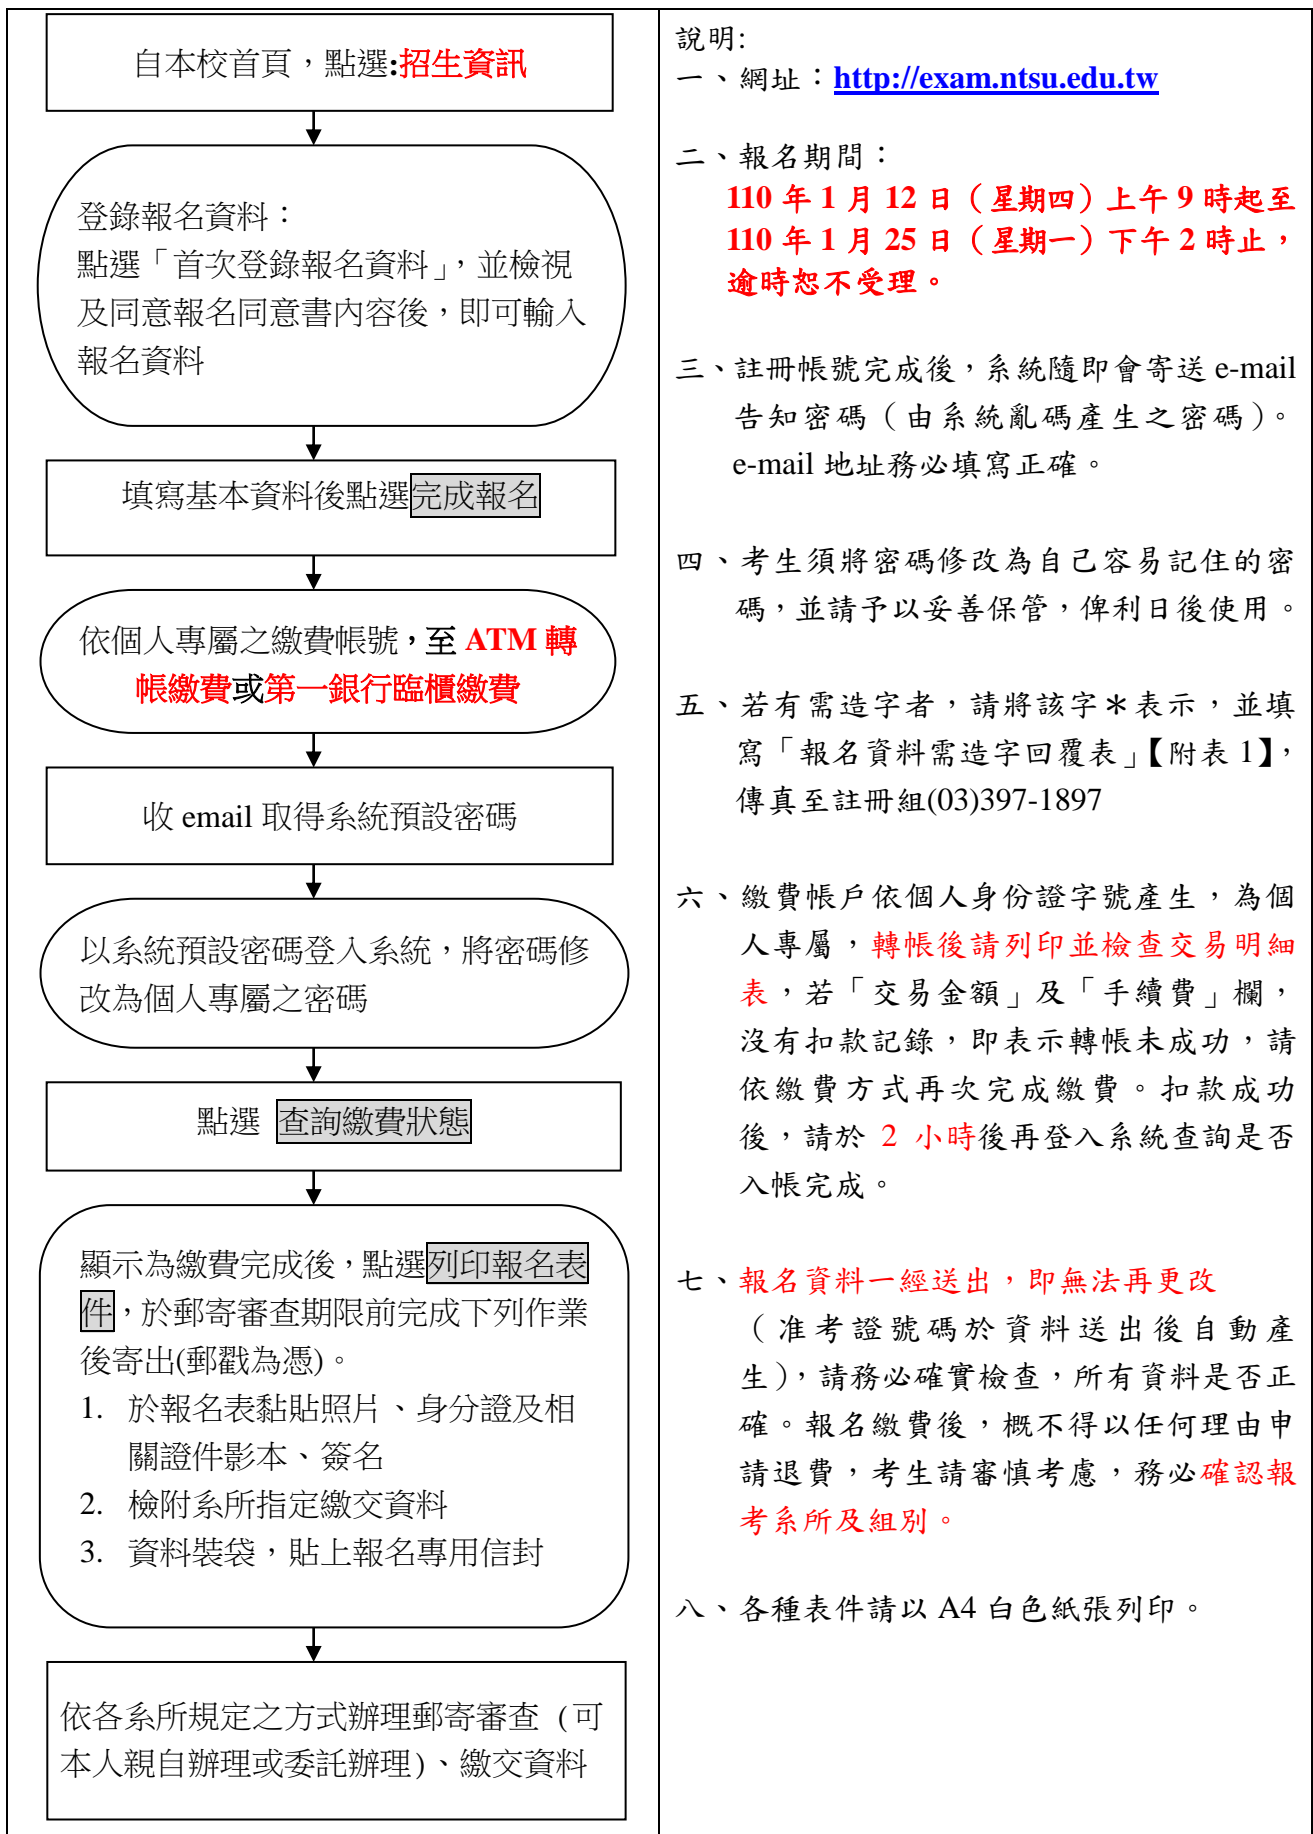 自本校首頁，點選:招生資訊
登錄報名資料：
點選「首次登錄報名資料」，並檢視
及同意報名同意書內容後，即可輸入
報名資料
填寫基本資料後點選完成報名
依個人專屬之繳費帳號，至 ATM 轉
帳繳費或第一銀行臨櫃繳費
收 email 取得系統預設密碼
以系統預設密碼登入系統，將密碼修
改為個人專屬之密碼
點選 查詢繳費狀態
顯示為繳費完成後，點選列印報名表
件，於郵寄審查期限前完成下列作業
後寄出(郵戳為憑)。
1. 於報名表黏貼照片、身分證及相
關證件影本、簽名
2. 檢附系所指定繳交資料
3. 資料裝袋，貼上報名專用信封
依各系所規定之方式辦理郵寄審查 (可
本人親自辦理或委託辦理)、繳交資料
說明:
一、網址：http://exam.ntsu.edu.tw
二、報名期間：
110 年 1 月 12 日（星期四）上午 9 時起至
110 年 1 月 25 日（星期一）下午 2 時止，
逾時恕不受理。
三、註冊帳號完成後，系統隨即會寄送 e-mail
告知密碼（由系統亂碼產生之密碼）。
e-mail 地址務必填寫正確。
四、考生須將密碼修改為自己容易記住的密
碼，並請予以妥善保管，俾利日後使用。
五、若有需造字者，請將該字＊表示，並填
寫「報名資料需造字回覆表」【附表 1】，
傳真至註冊組(03)397-1897
六、繳費帳戶依個人身份證字號產生，為個
人專屬，轉帳後請列印並檢查交易明細
表，若「交易金額」及「手續費」欄，
沒有扣款記錄，即表示轉帳未成功，請
依繳費方式再次完成繳費。扣款成功
後，請於 2 小時後再登入系統查詢是否
入帳完成。
七、報名資料一經送出，即無法再更改
（准考證號碼於資料送出後自動產
生），請務必確實檢查，所有資料是否正
確。報名繳費後，概不得以任何理由申
請退費，考生請審慎考慮，務必確認報
考系所及組別。
八、各種表件請以 A4 白色紙張列印。